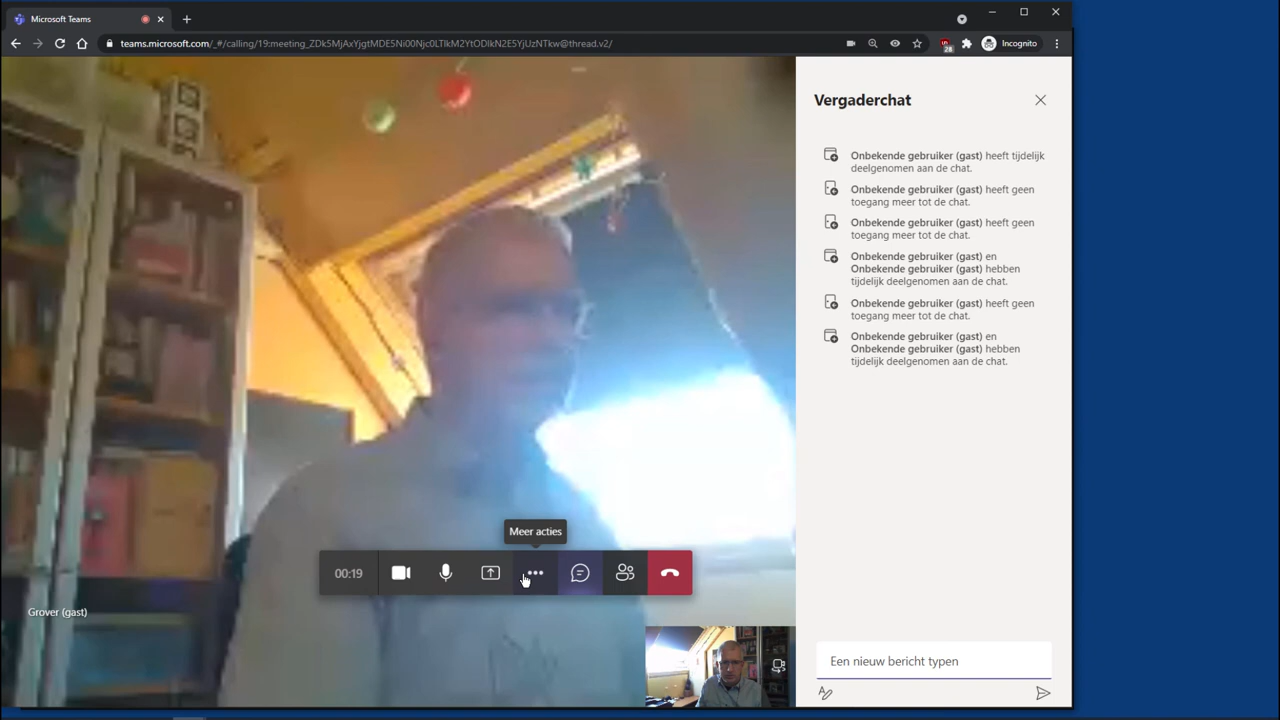 Microsoft Teams
teams.microsoft.com/_#/calling/19:meeting_ZDk5MjAxYjgtMDE5Ni00Njc0LTlkM2YtODlkN2E5YjUzNTkw@thread.v2/
28
Incognito
Vergaderchat
Onbekende gebruiker (gast) heeft tijdelijk
deelgenomen aan de chat.
Onbekende gebruiker (gast) heeft geen
toegang meer tot de chat.
Onbekende gebruiker (gast) heeft geen
toegang meer tot de chat.
Onbekende gebruiker (gast) en
Onbekende gebruiker (gast) hebben
tijdelijk deelgenomen aan de chat.
Onbekende gebruiker (gast) heeft geen
toegang meer tot de chat.
Onbekende gebruiker (gast) en
Onbekende gebruiker (gast) hebben
tijdelijk deelgenomen aan de chat.
Meer acties
00:19
Grover (gast)
Een nieuw bericht typen